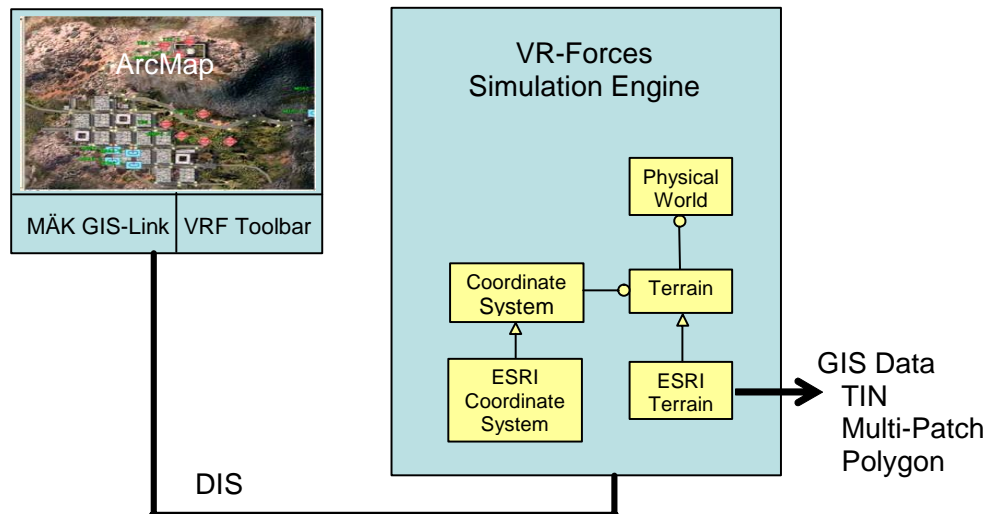 ArcMap
MÄK GIS-Link
VRF Toolbar
VR-Forces
Simulation Engine
Physical
World
Coordinate
System
Terrain
ESRI
Coordinate
System
ESRI
Terrain
GIS Data
TIN
Multi-Patch
Polygon
DIS